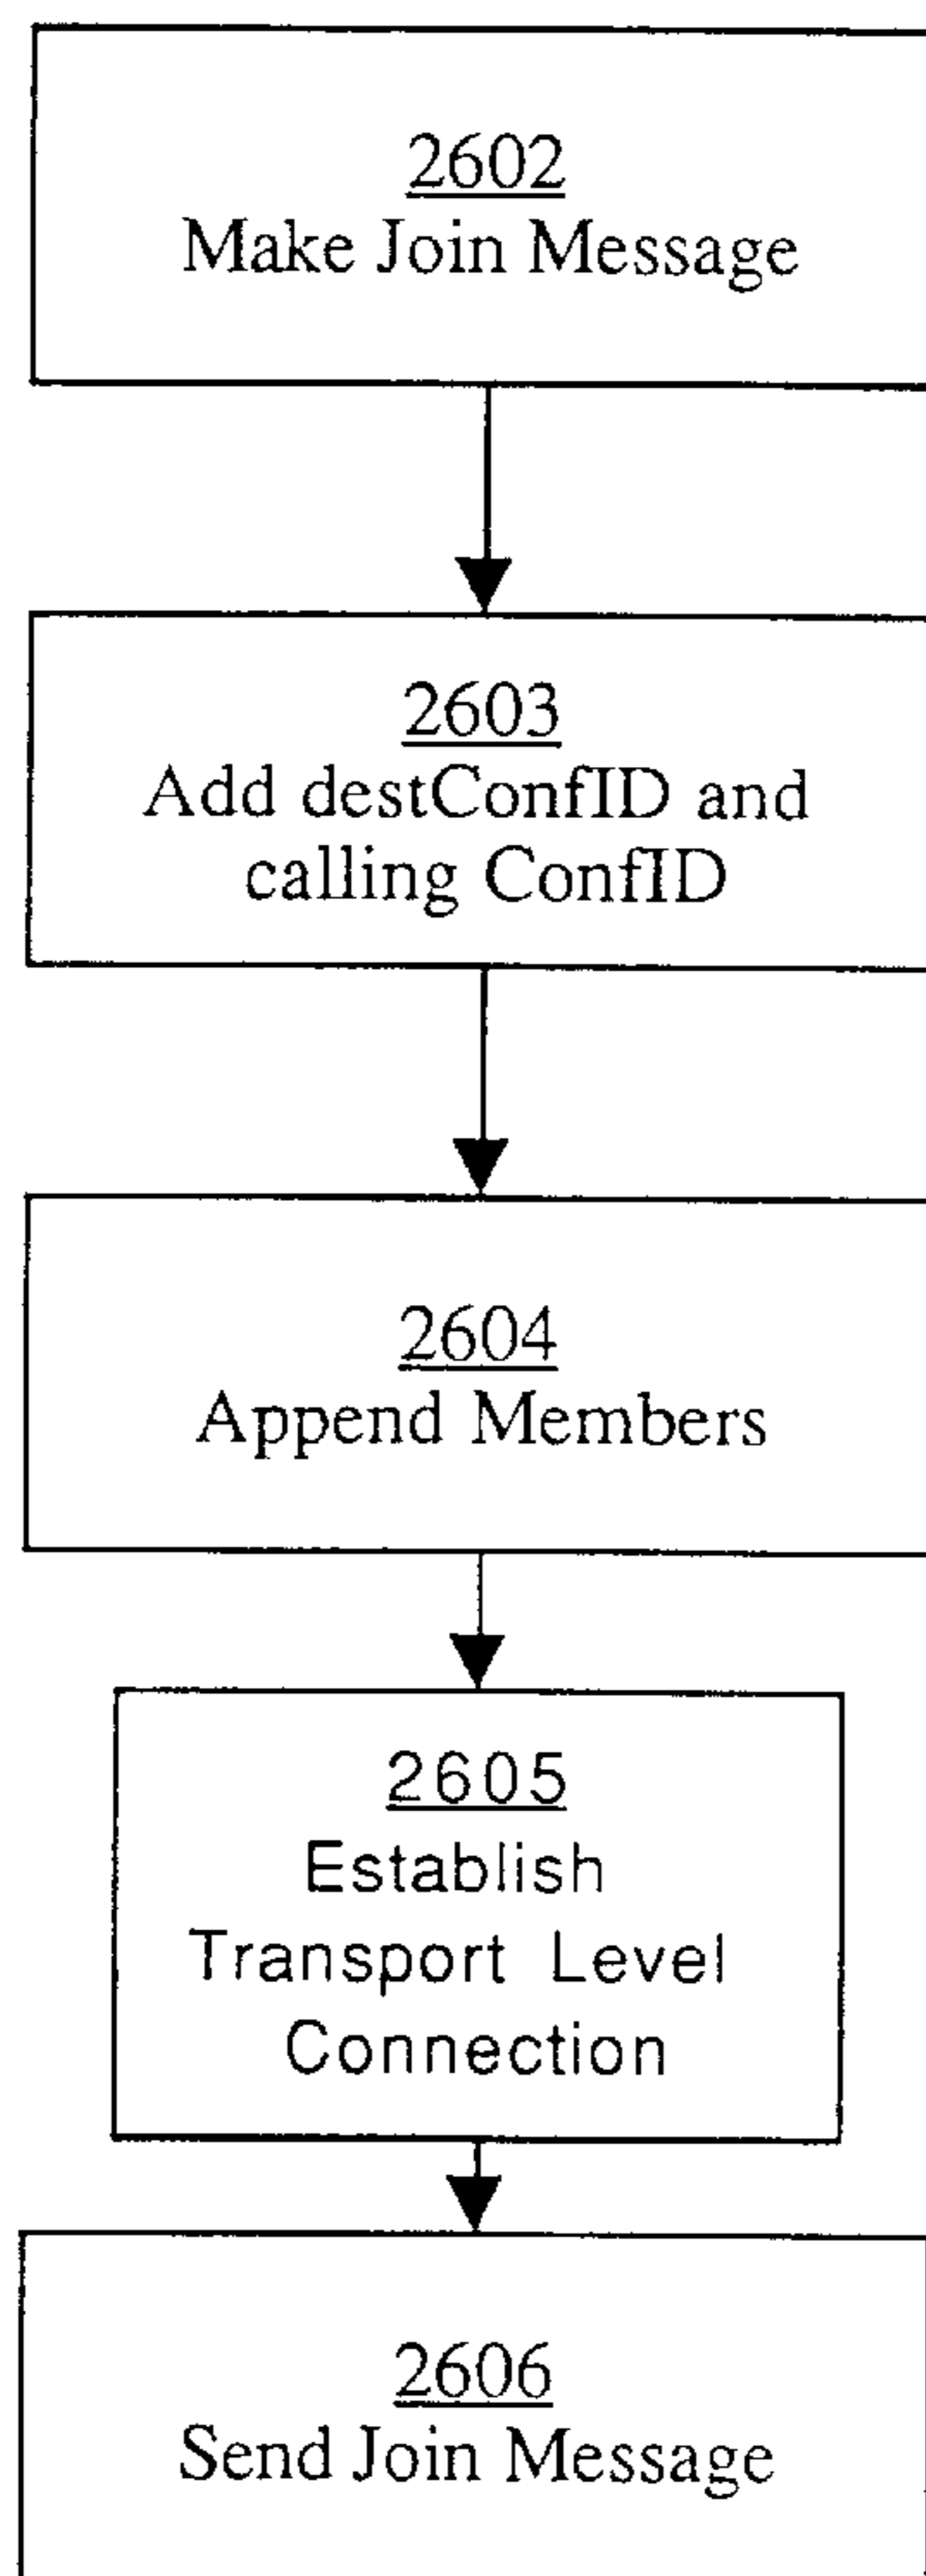 2602
Make Join Message
2603
Add destConfID and
calling ConfID
2604
Append Members
2605
Establish
Transport Level
Connection
2606
Send Join Message